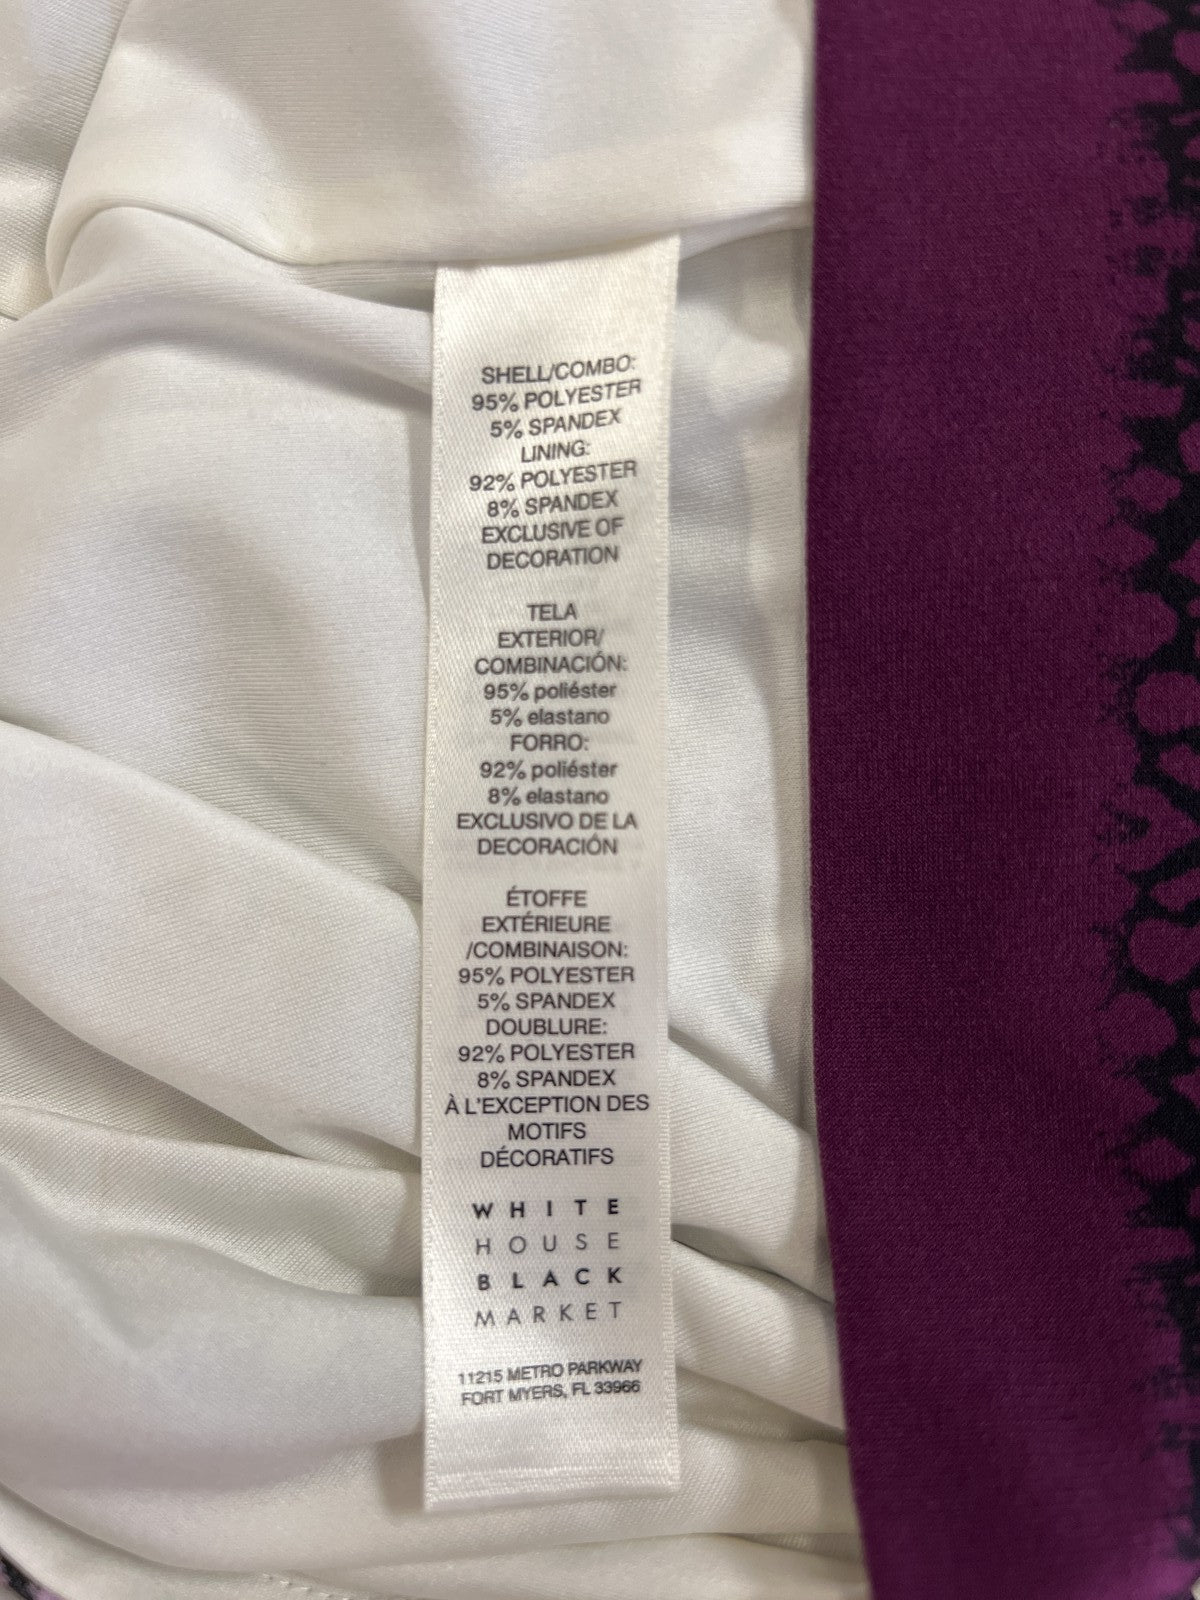 SHELL/COMBO:
95% POLYESTER
5% SPANDEX
LINING:
92% POLYESTER
8% SPANDEX
EXCLUSIVE OF
DECORATION
TELA
EXTERIOR/
COMBINACIÓN:
95% poliéster
5% elastano
FORRO:
92% poliéster
8% elastano
EXCLUSIVO DE LA
DECORACIÓN
ÉTOFFE
EXTÉRIEURE
/COMBINAISON:
95% POLYESTER
5% SPANDEX
DOUBLURE:
92% POLYESTER
8% SPANDEX
À L'EXCEPTION DES
MOTIFS
DÉCORATIFS
WHITE
HOUSE
BLACK
MARKET
11215 METRO PARKWAY
FORT MYERS, FL 33966